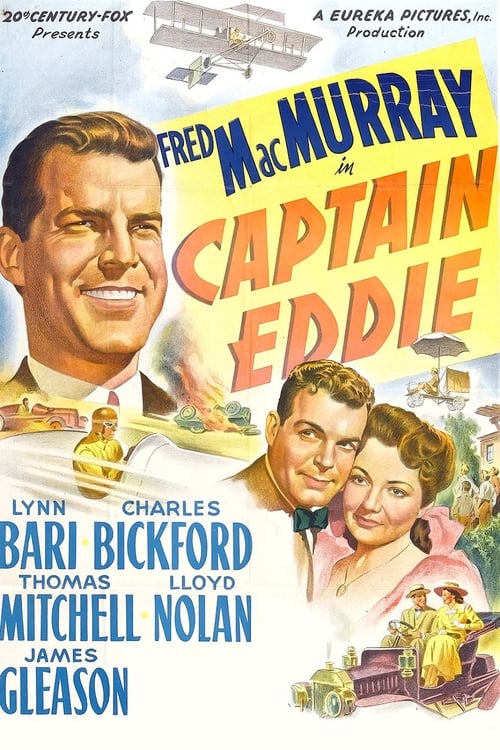 20th CENTURY-FOX
Presents
A EUREKA PICTURES, Inc.
Production
FRED MacMURRAY
in
CAPTAIN
EDDIE
LYNN CHARLES
BARI · BICKFORD
THOMAS LLOYD
MITCHELL · NOLAN
JAMES
GLEASON